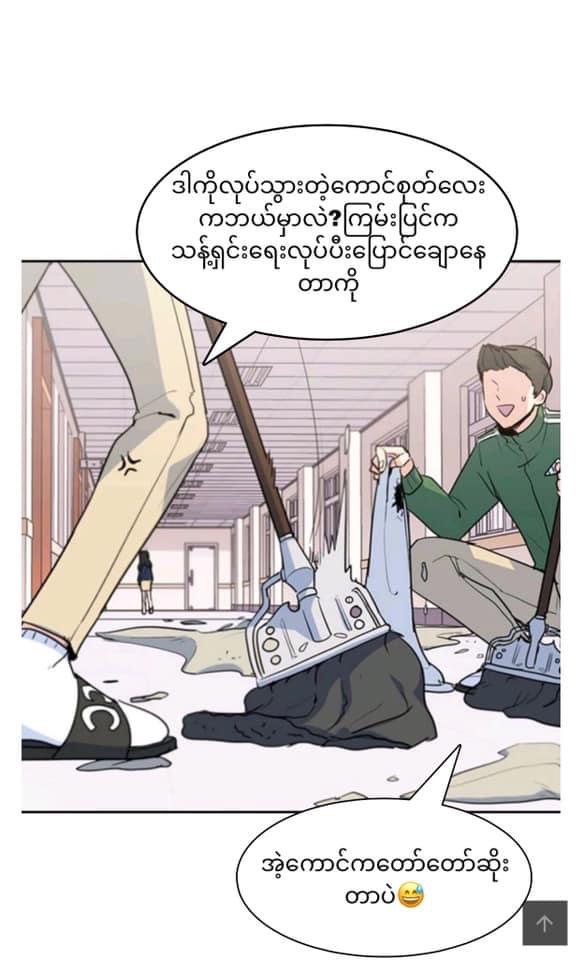 ဒါကိုလုပ်သွားတဲ့ကောင်စုတ်လေး
ကဘယ်မှာလဲ?ကြမ်းပြင်က
သန့်ရှင်းရေးလုပ်ပီးပြောင်ချောနေ
တာကို
အဲ့ကောင်ကတော်တော်ဆိုး
တာပဲ😅